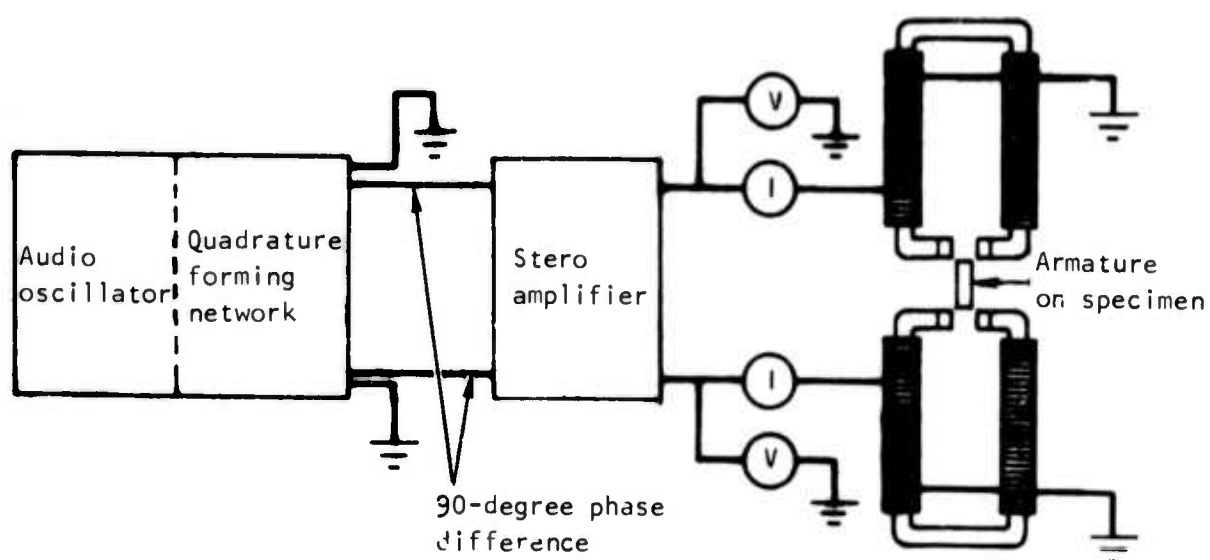 V
I
Audio
oscillator
Quadrature
forming
network
Stero
amplifier
Armature
on specimen
I
V
90-degree phase
difference